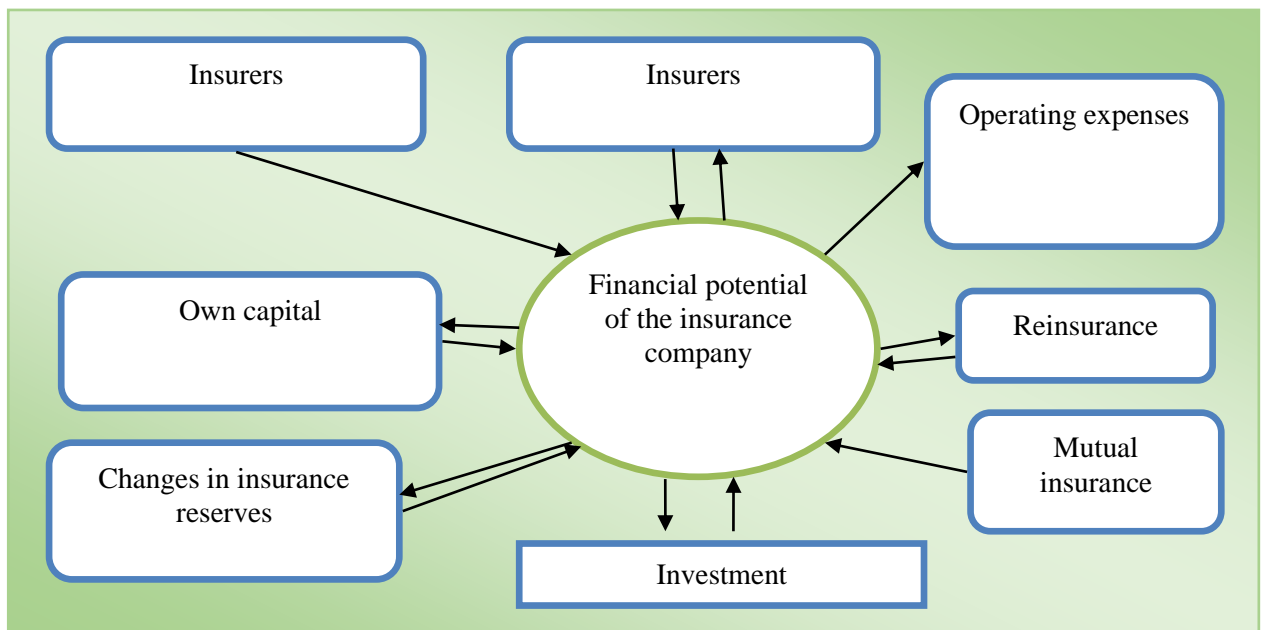 Insurers
Insurers
Operating expenses
Own capital
Financial potential
of the insurance
company
Reinsurance
Changes in insurance
reserves
Mutual
insurance
Investment